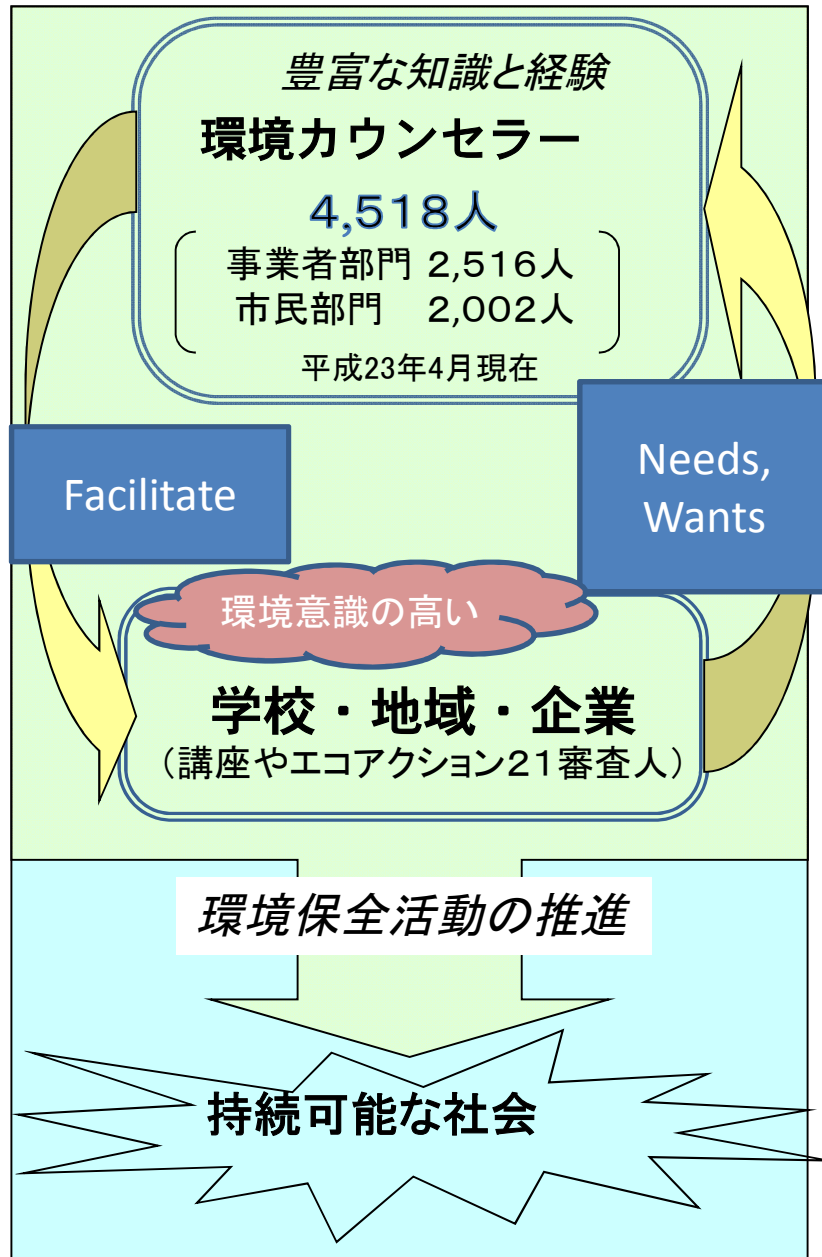 豊富な知識と経験
環境カウンセラー
4,518人
事業者部門 2,516人
市民部門 2,002人
平成23年4月現在
Facilitate
Needs,
Wants
環境意識の高い
学校・地域・企業
（講座やエコアクション21審査人）
環境保全活動の推進
持続可能な社会